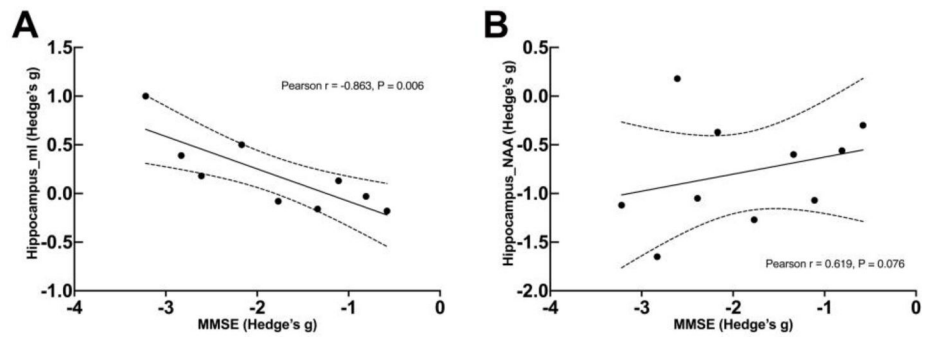 A
B
1.5
1.0
0.5
0.0
-0.5
-1.0
Hippocampus_mI (Hedge's g)
Pearson r = -0.863, P = 0.006
-4
-3
-2
-1
0
MMSE (Hedge's g)
0.5
0.0
-0.5
-1.0
-1.5
-2.0
Hippocampus_NAA (Hedge's g)
Pearson r = 0.619, P = 0.076
-4
-3
-2
-1
0
MMSE (Hedge's g)